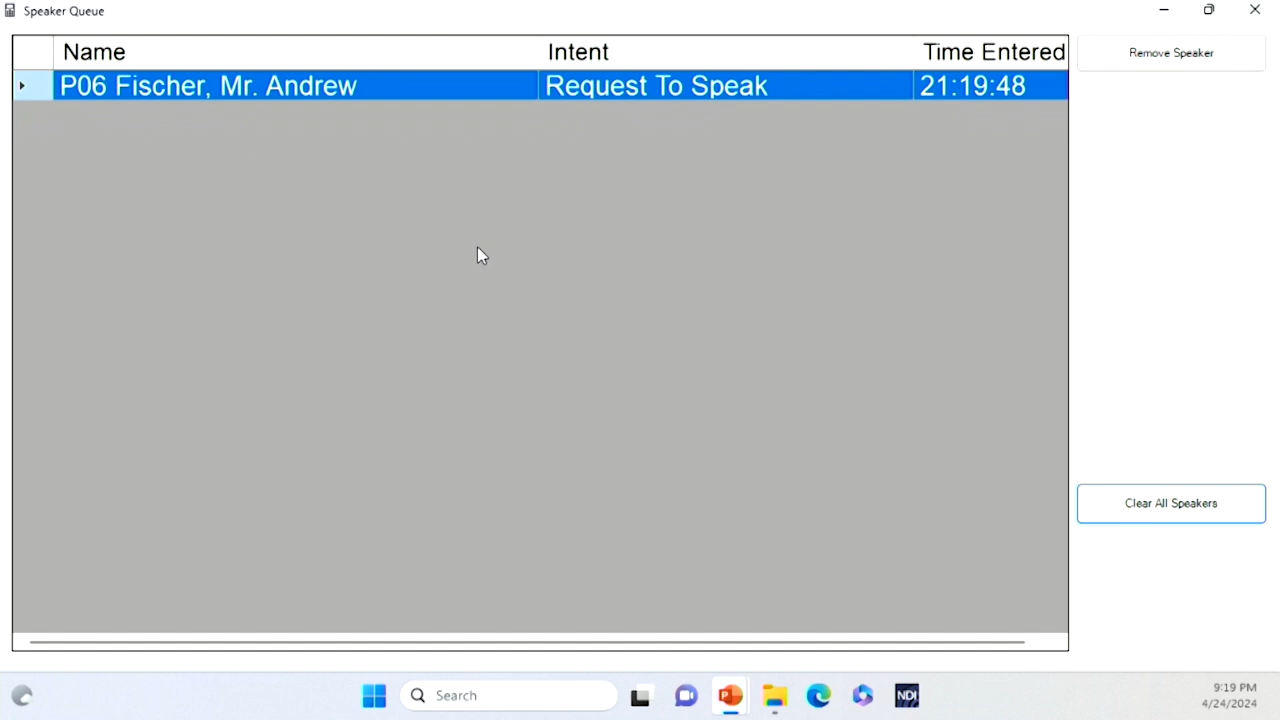 Speaker Queue
Name Intent Time Entered
P06 Fischer, Mr. Andrew Request To Speak 21:19:48
Remove Speaker
Clear All Speakers
Search
NDI
9:19 PM
4/24/2024